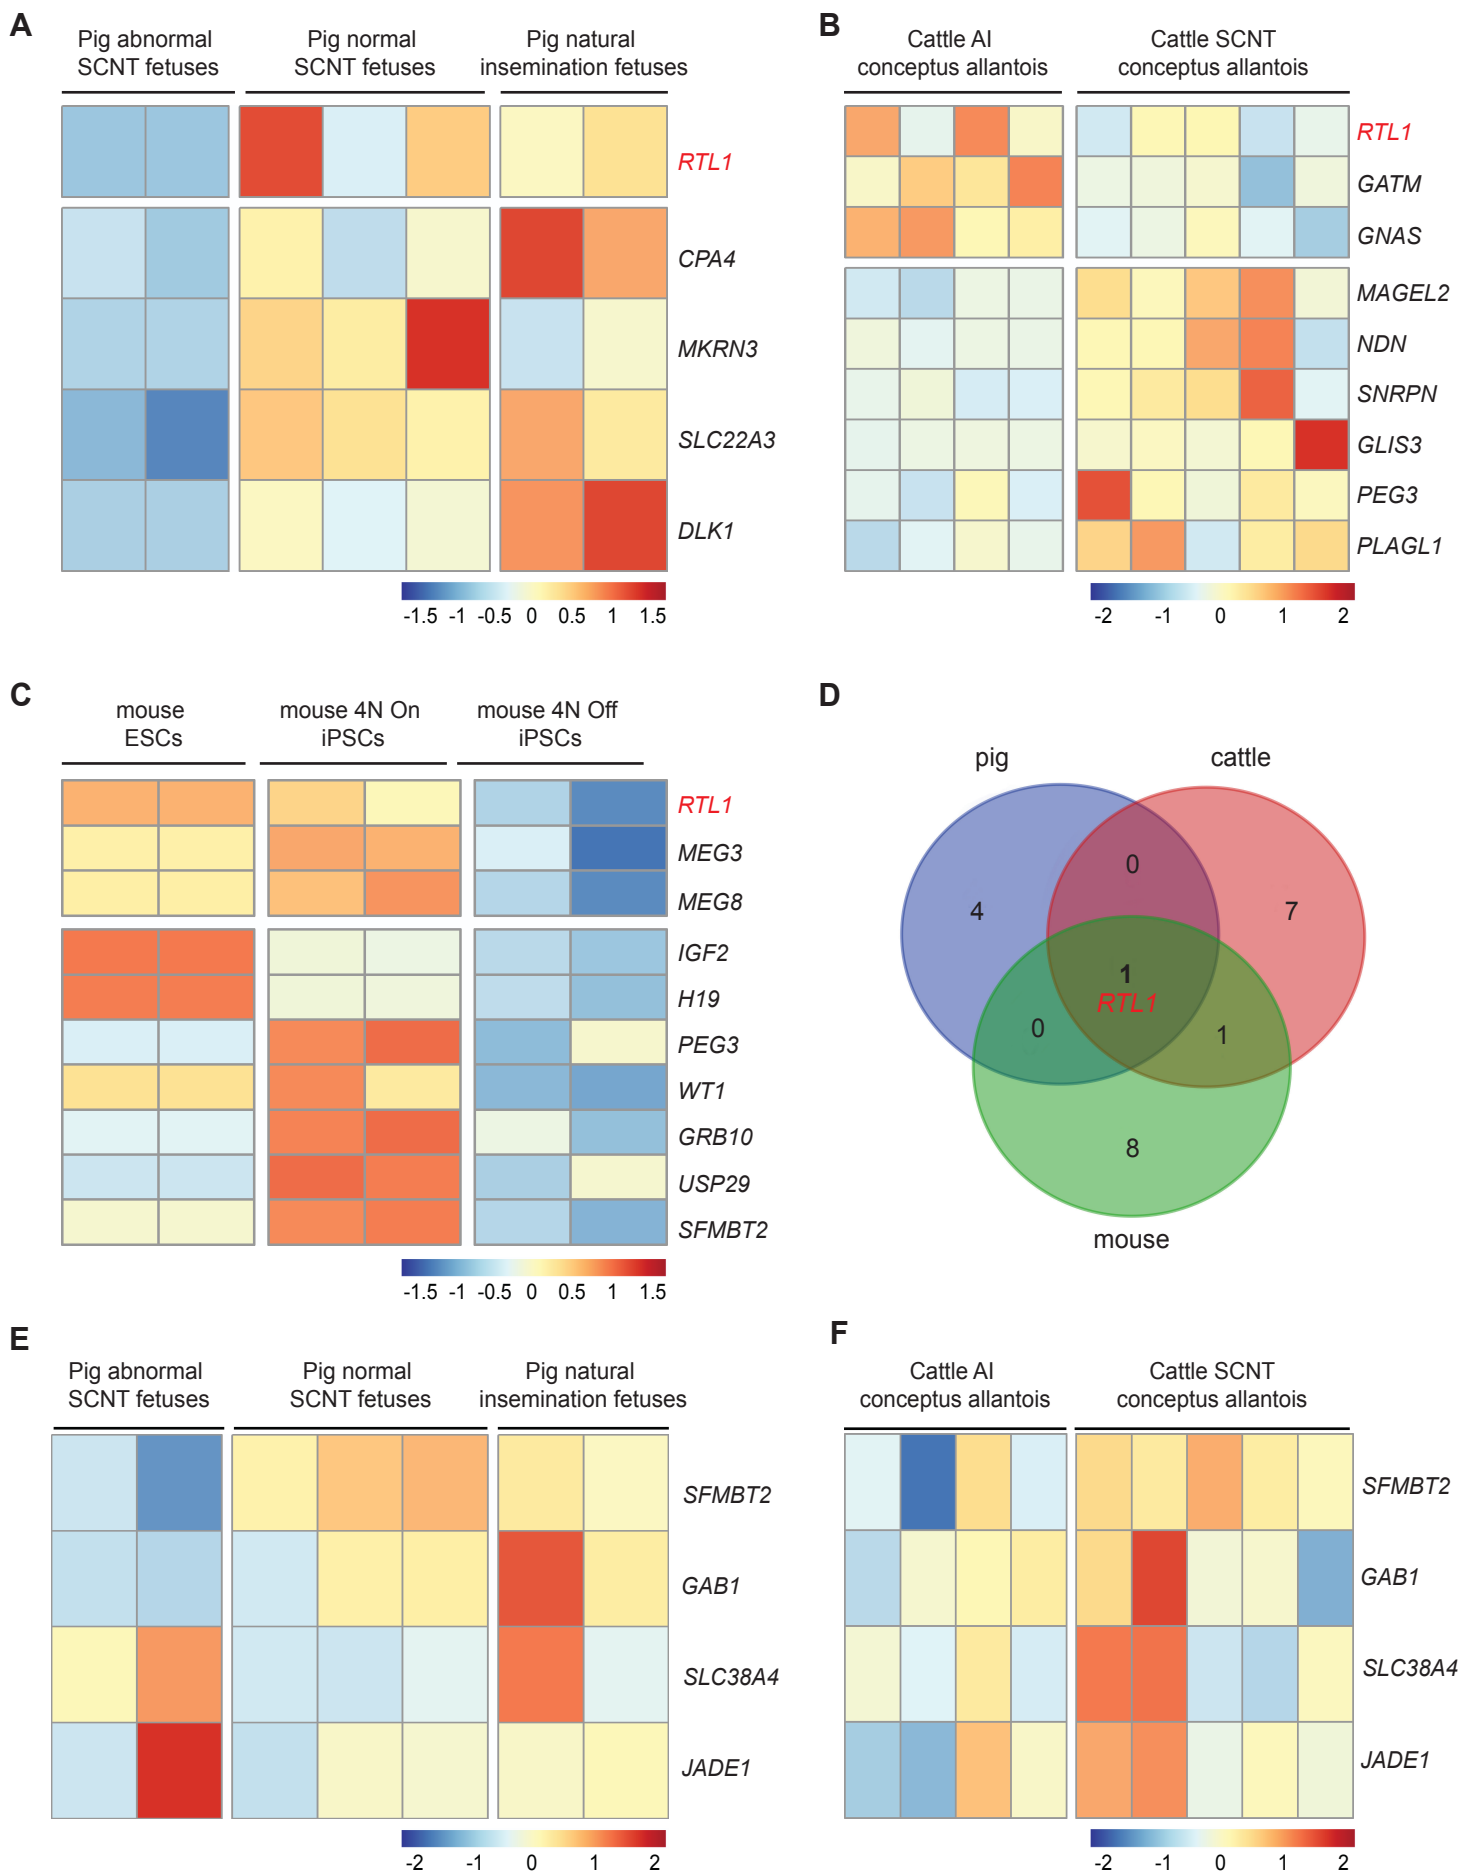 A
Pig abnormal
SCNT fetuses
Pig normal
SCNT fetuses
Pig natural
insemination fetuses
RTL1
CPA4
MKRN3
SLC22A3
DLK1
-1.5 -1 -0.5 0 0.5 1 1.5
B
Cattle AI
conceptus allantois
Cattle SCNT
conceptus allantois
RTL1
GATM
GNAS
MAGEL2
NDN
SNRPN
GLIS3
PEG3
PLAGL1
-2 -1 0 1 2
C
mouse
ESCs
mouse 4N On
iPSCs
mouse 4N Off
iPSCs
RTL1
MEG3
MEG8
IGF2
H19
PEG3
WT1
GRB10
USP29
SFMBT2
-1.5 -1 -0.5 0 0.5 1 1.5
D
pig
cattle
0
4
7
1
RTL1
0
1
8
mouse
E
Pig abnormal
SCNT fetuses
Pig normal
SCNT fetuses
Pig natural
insemination fetuses
SFMBT2
GAB1
SLC38A4
JADE1
-2 -1 0 1 2
F
Cattle AI
conceptus allantois
Cattle SCNT
conceptus allantois
SFMBT2
GAB1
SLC38A4
JADE1
-2 -1 0 1 2